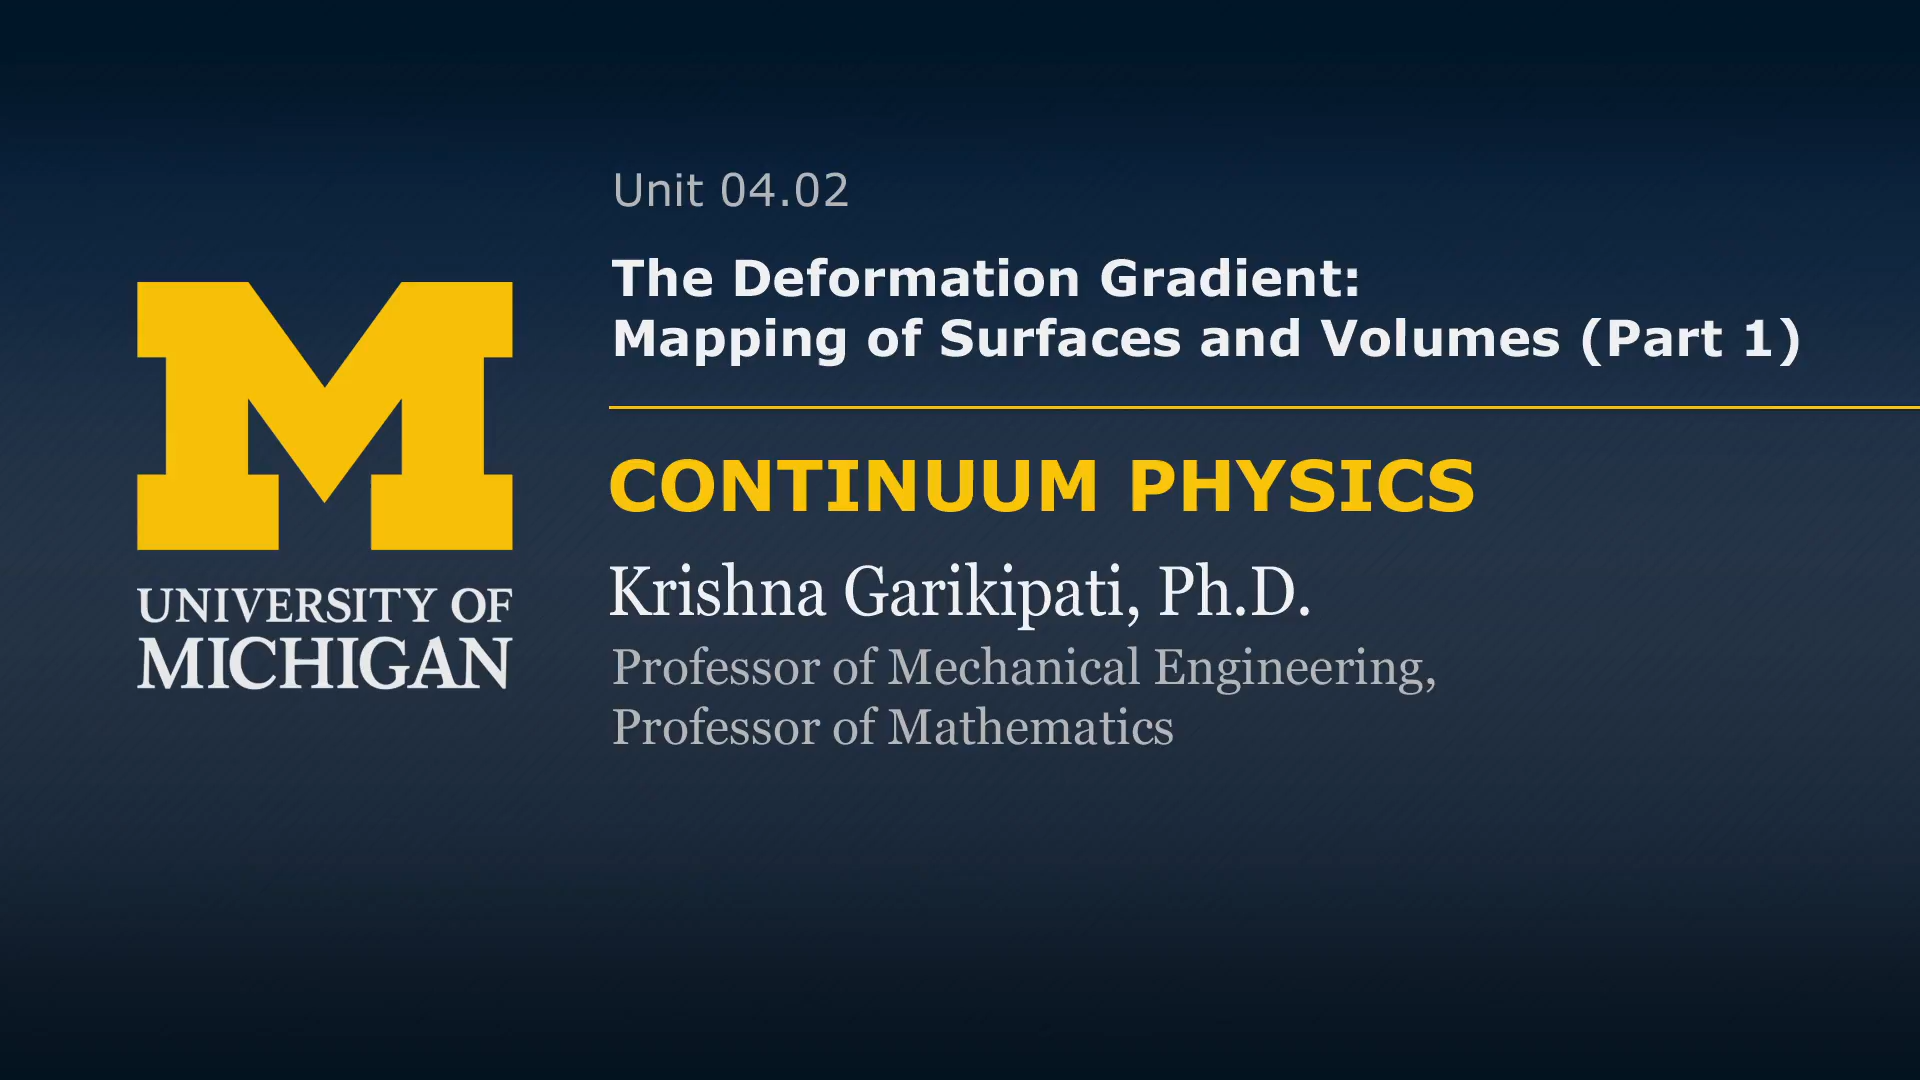 Unit 04.02
The Deformation Gradient:
Mapping of Surfaces and Volumes (Part 1)
M
UNIVERSITY OF
MICHIGAN
CONTINUUM PHYSICS
Krishna Garikipati, Ph.D.
Professor of Mechanical Engineering,
Professor of Mathematics